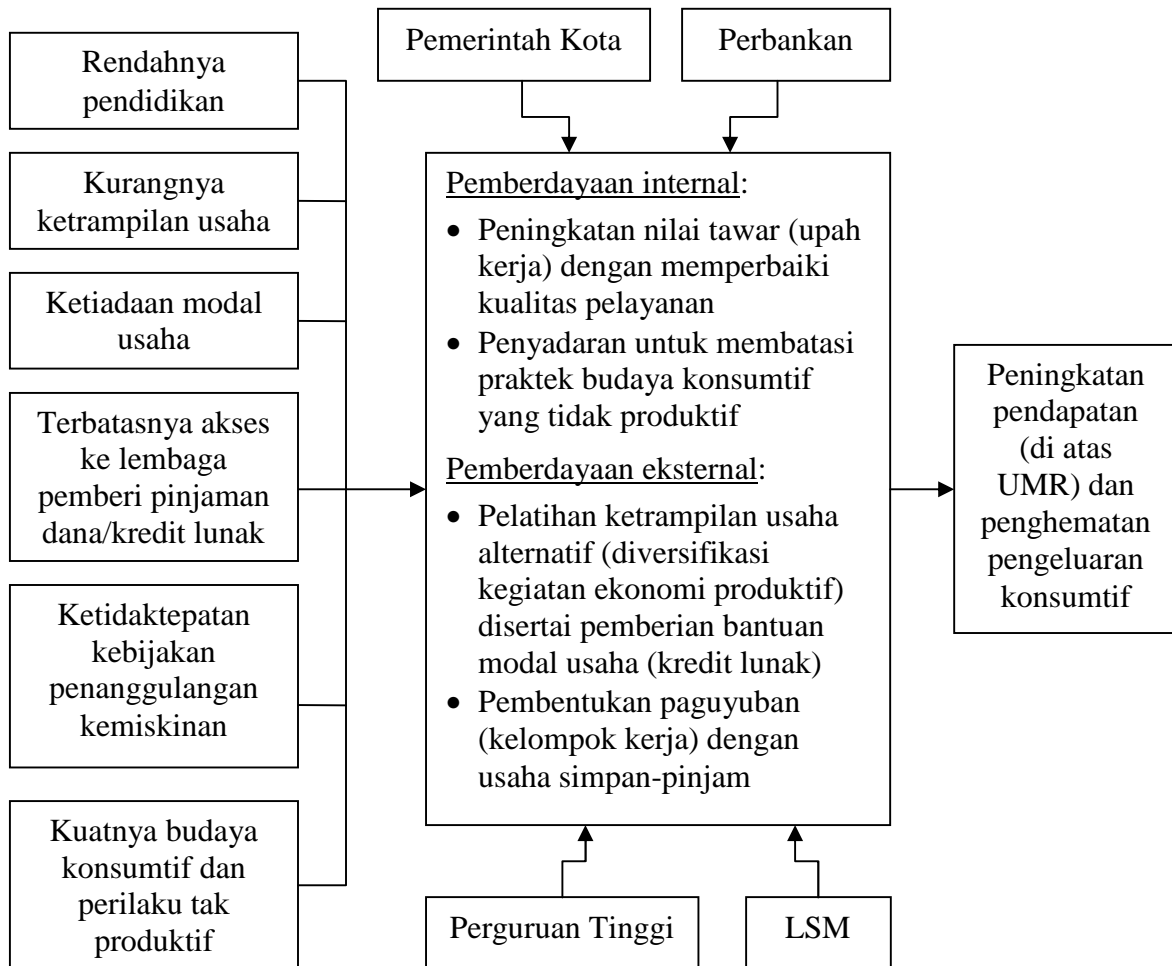 Pemerintah Kota
Perbankan
Rendahnya
pendidikan
Kurangnya
ketrampilan usaha
Ketiadaan modal
usaha
Terbatasnya akses
ke lembaga
pemberi pinjaman
dana/kredit lunak
Ketidaktepatan
kebijakan
penanggulangan
kemiskinan
Kuatnya budaya
konsumtif dan
perilaku tak
produktif
Pemberdayaan internal:
• Peningkatan nilai tawar (upah
kerja) dengan memperbaiki
kualitas pelayanan
• Penyadaran untuk membatasi
praktek budaya konsumtif
yang tidak produktif
Pemberdayaan eksternal:
• Pelatihan ketrampilan usaha
alternatif (diversifikasi
kegiatan ekonomi produktif)
disertai pemberian bantuan
modal usaha (kredit lunak)
• Pembentukan paguyuban
(kelompok kerja) dengan
usaha simpan-pinjam
Peningkatan
pendapatan
(di atas
UMR) dan
penghematan
pengeluaran
konsumtif
Perguruan Tinggi
LSM